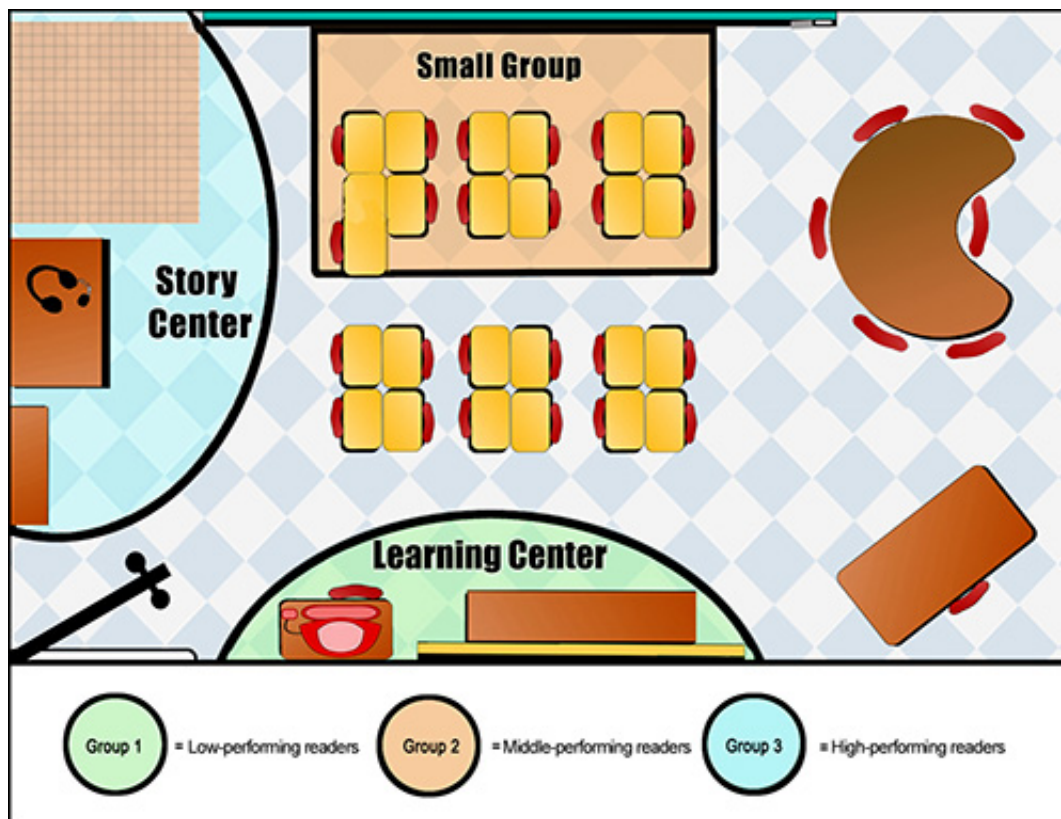 Small Group
Story
Center
Learning Center
Group 1 = Low-performing readers
Group 2 = Middle-performing readers
Group 3 = High-performing readers